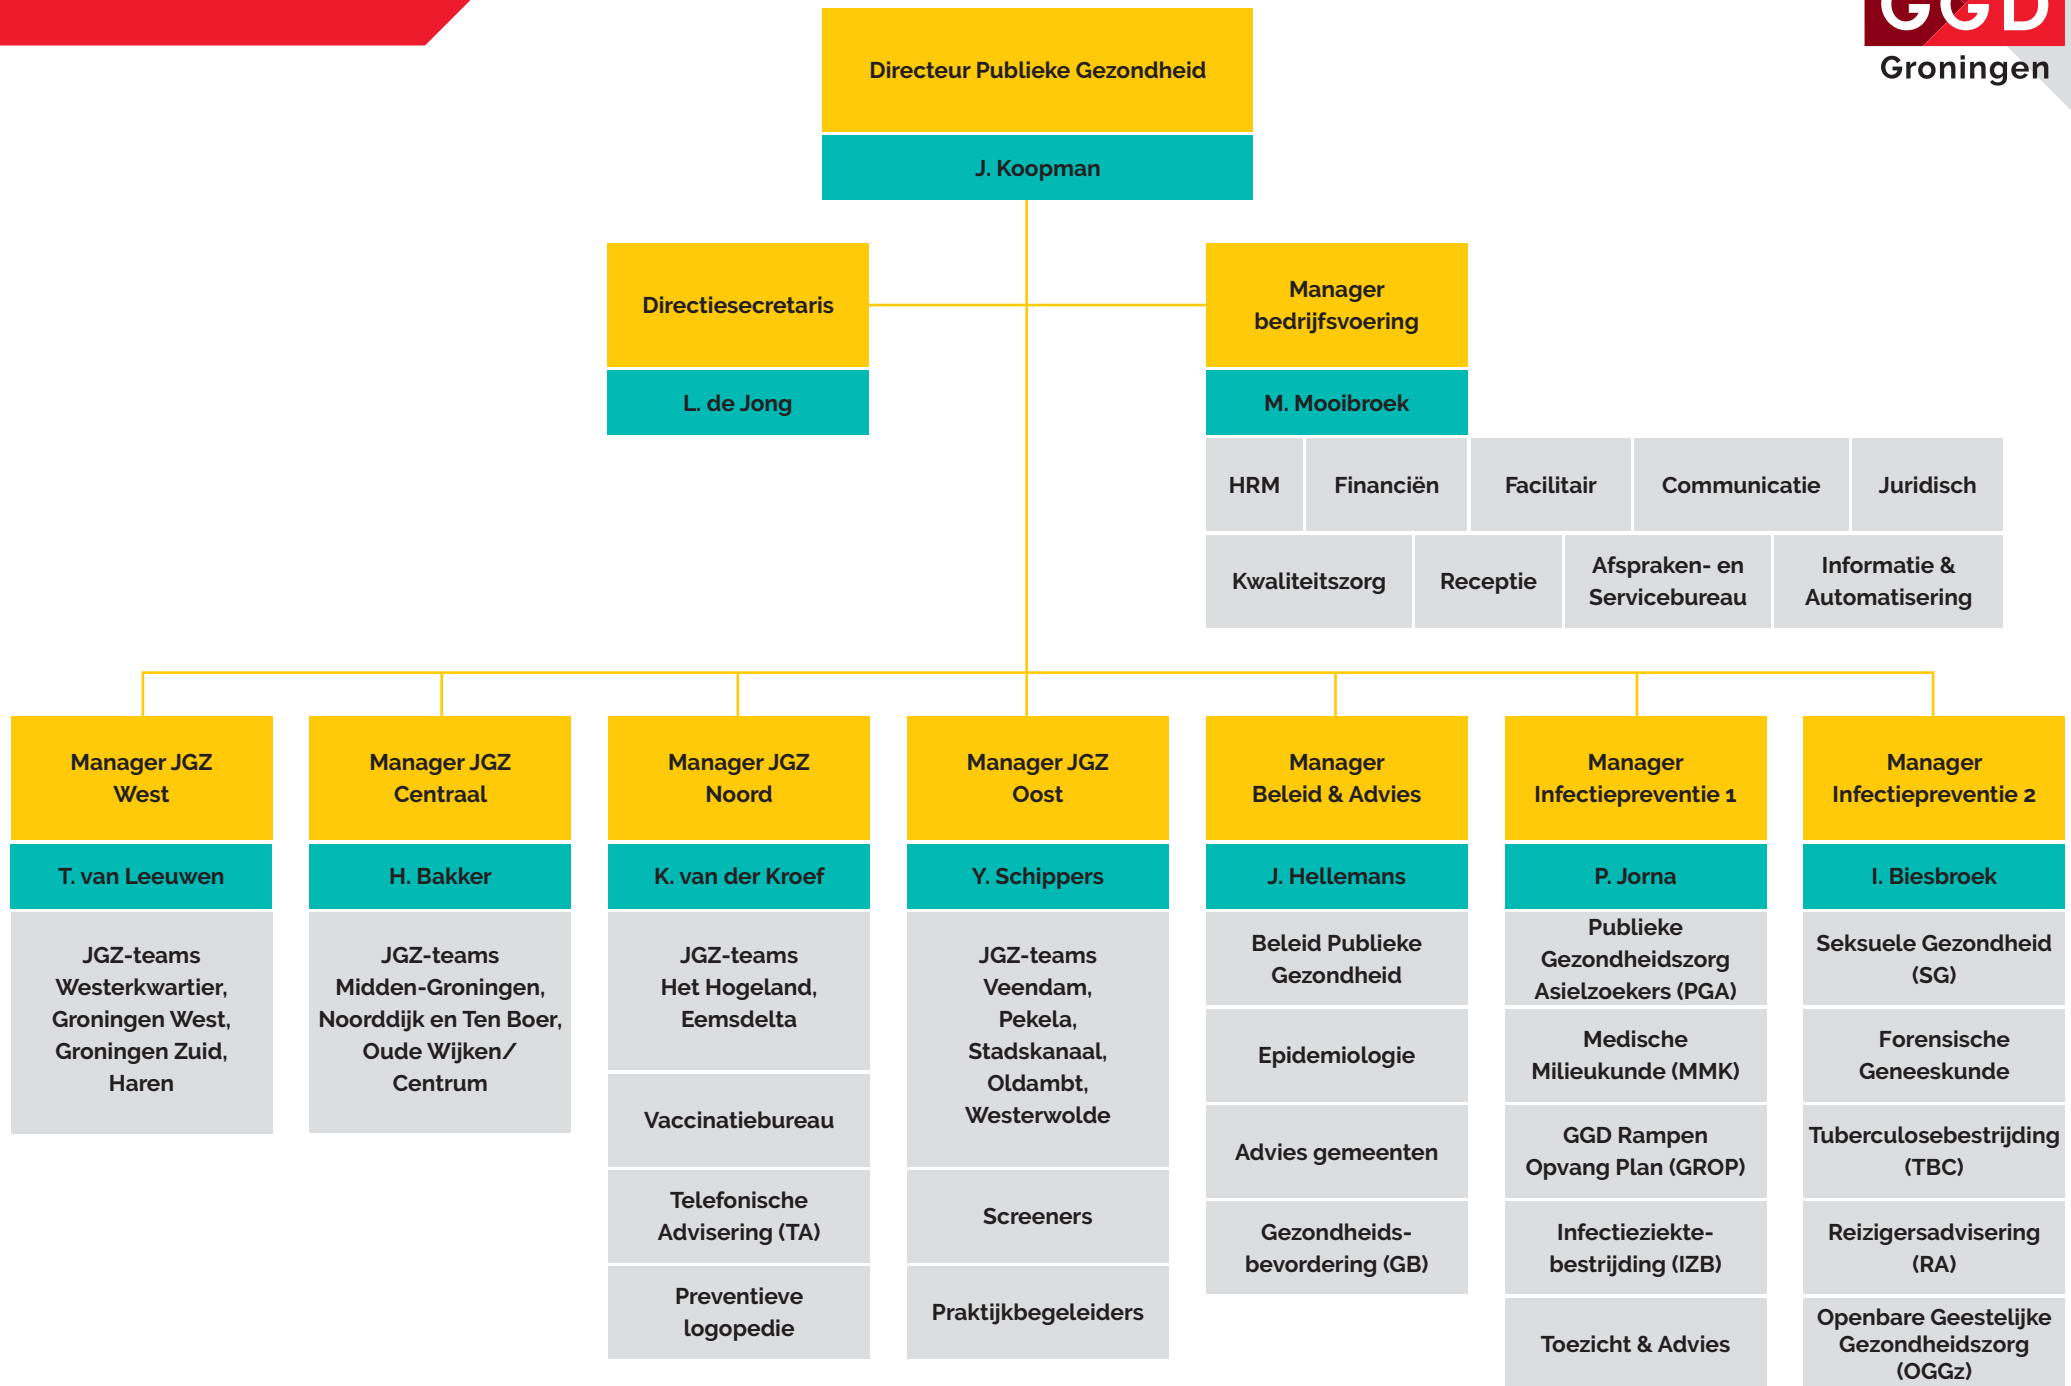 GGD
Groningen
Directeur Publieke Gezondheid
J. Koopman
Directiesecretaris
L. de Jong
Manager
bedrijfsvoering
M. Mooibroek
HRM
Financiën
Facilitair
Communicatie
Juridisch
Kwaliteitszorg
Receptie
Afspraken- en
Servicebureau
Informatie &
Automatisering
Manager JGZ
West
T. van Leeuwen
JGZ-teams
Westerkwartier,
Groningen West,
Groningen Zuid,
Haren
Manager JGZ
Centraal
H. Bakker
JGZ-teams
Midden-Groningen,
Noorddijk en Ten Boer,
Oude Wijken/
Centrum
Manager JGZ
Noord
K. van der Kroef
JGZ-teams
Het Hogeland,
Eemsdelta
Vaccinatiebureau
Telefonische
Advisering (TA)
Preventieve
logopedie
Manager JGZ
Oost
Y. Schippers
JGZ-teams
Veendam,
Pekela,
Stadskanaal,
Oldambt,
Westerwolde
Screeners
Praktijkbegeleiders
Manager
Beleid & Advies
J. Hellemans
Beleid Publieke
Gezondheid
Epidemiologie
Advies gemeenten
Gezondheids-
bevordering (GB)
Manager
Infectiepreventie 1
P. Jorna
Publieke
Gezondheidszorg
Asielzoekers (PGA)
Medische
Milieukunde (MMK)
GGD Rampen
Opvang Plan (GROP)
Infectieziekte-
bestrijding (IZB)
Toezicht & Advies
Manager
Infectiepreventie 2
I. Biesbroek
Seksuele Gezondheid
(SG)
Forensische
Geneeskunde
Tuberculosebestrijding
(TBC)
Reizigersadvisering
(RA)
Openbare Geestelijke
Gezondheidszorg
(OGGz)